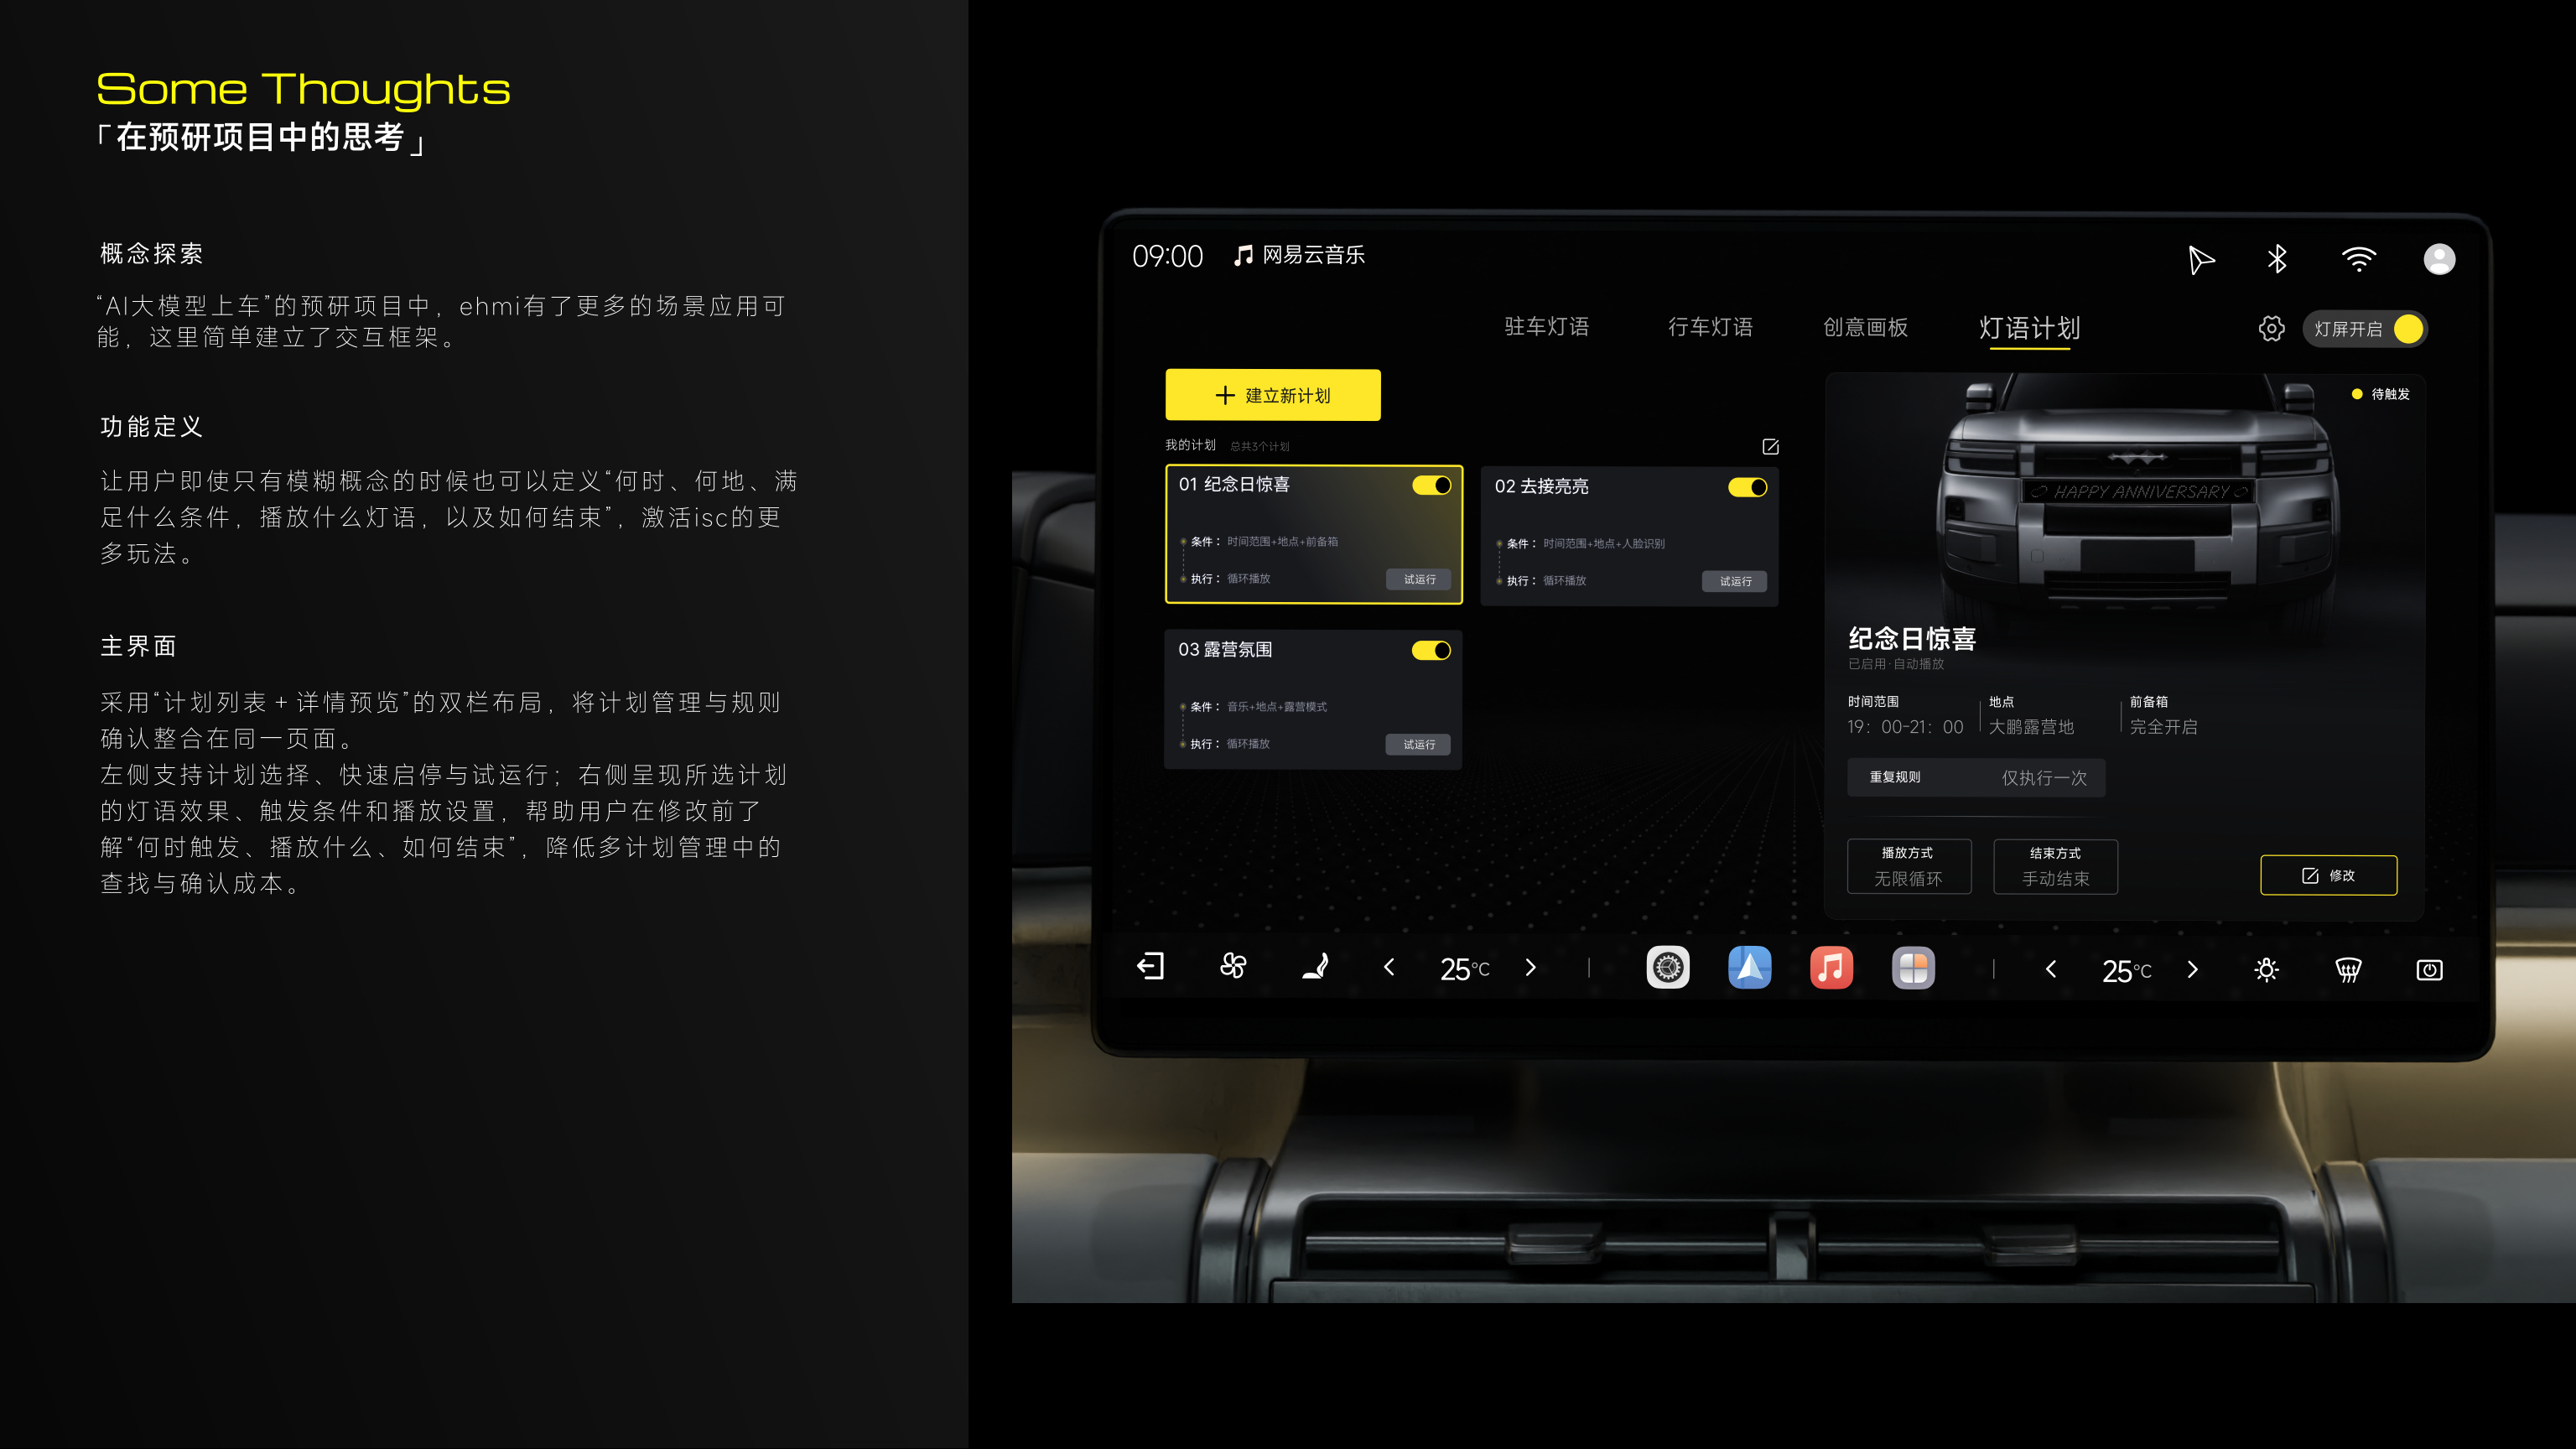 Some Thoughts
「在预研项目中的思考」
概念探索
“AI大模型上车”的预研项目中，ehmi有了更多的场景应用可
能，这里简单建立了交互框架。
功能定义
让用户即使只有模糊概念的时候也可以定义“何时、何地、满
足什么条件，播放什么灯语，以及如何结束”，激活isc的更
多玩法。
主界面
采用“计划列表 + 详情预览”的双栏布局，将计划管理与规则
确认整合在同一页面。
左侧支持计划选择、快速启停与试运行；右侧呈现所选计划
的灯语效果、触发条件和播放设置，帮助用户在修改前了
解“何时触发、播放什么、如何结束”，降低多计划管理中的
查找与确认成本。
09:00 网易云音乐
驻车灯语 行车灯语 创意画板 灯语计划 灯屏开启
建立新计划
我的计划 总共3个计划
01 纪念日惊喜
条件： 时间范围+地点+前备箱
执行： 循环播放 试运行
02 去接亮亮
条件： 时间范围+地点+人脸识别
执行： 循环播放 试运行
03 露营氛围
条件： 音乐+地点+露营模式
执行： 循环播放 试运行
待触发
HAPPY ANNIVERSARY
纪念日惊喜
已启用·自动播放
时间范围 地点 前备箱
19：00-21：00 大鹏露营地 完全开启
重复规则 仅执行一次
播放方式 结束方式
无限循环 手动结束
修改
25°C 25°C